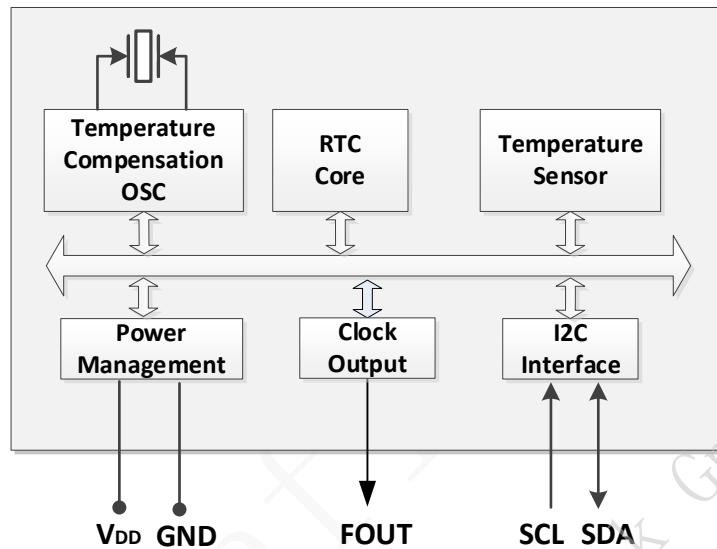 Temperature
Compensation
OSC
RTC
Core
Temperature
Sensor
Power
Management
Clock
Output
I2C
Interface
VDD GND FOUT SCL SDA